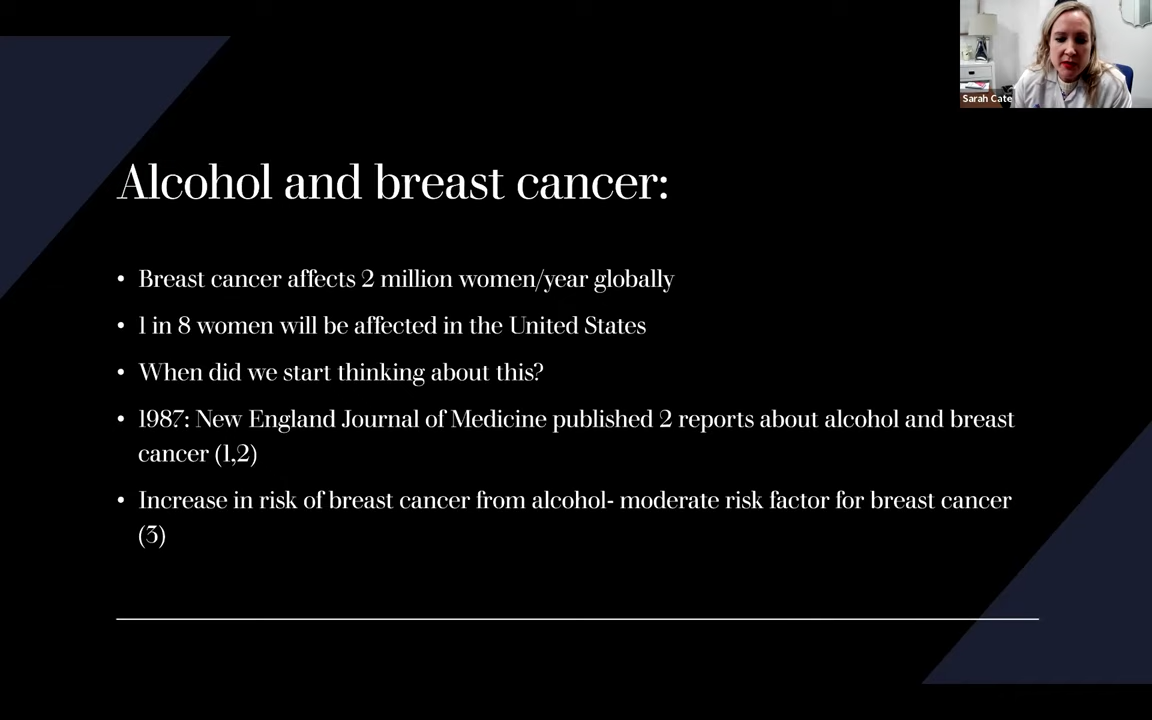 Sarah Cate
Alcohol and breast cancer:
• Breast cancer affects 2 million women/year globally
• 1 in 8 women will be affected in the United States
• When did we start thinking about this?
• 1987: New England Journal of Medicine published 2 reports about alcohol and breast
cancer (1,2)
• Increase in risk of breast cancer from alcohol- moderate risk factor for breast cancer
(3)